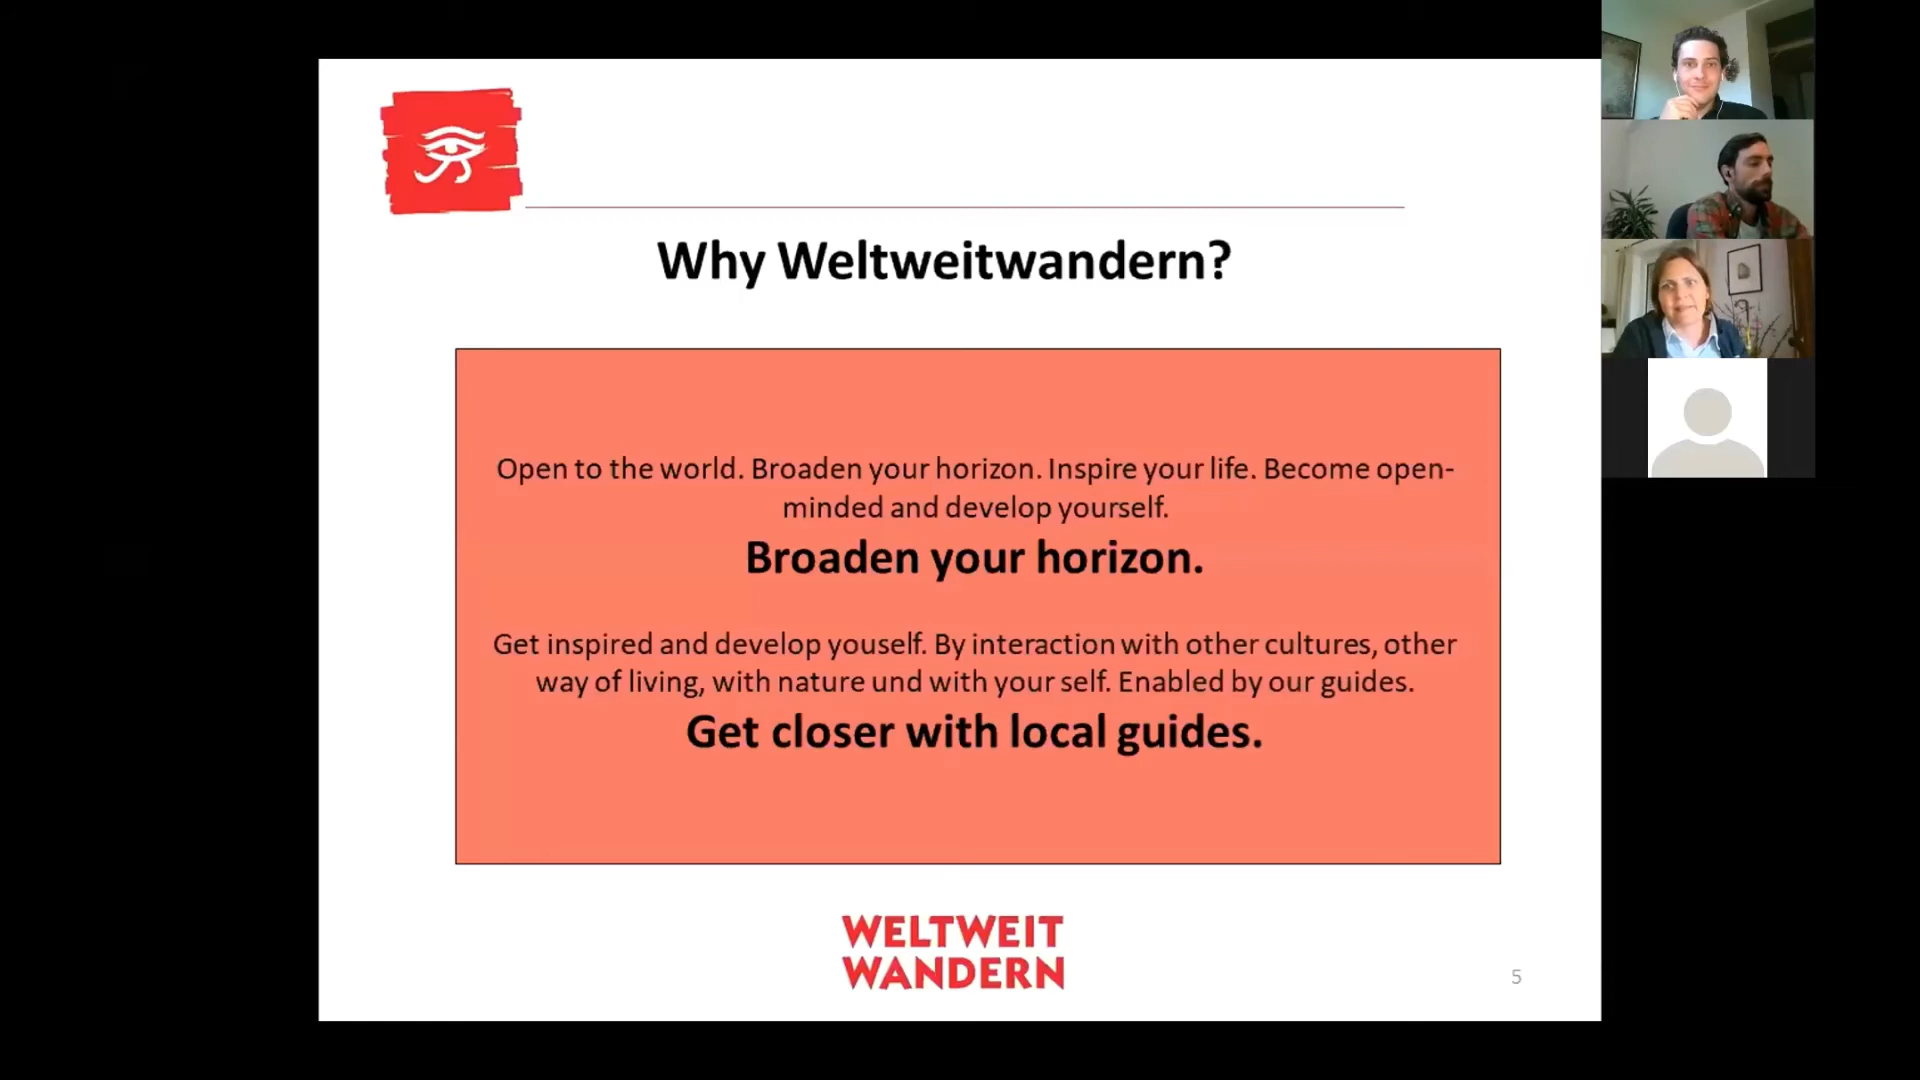 Why Weltweitwandern?
Open to the world. Broaden your horizon. Inspire your life. Become open-
minded and develop yourself.
Broaden your horizon.
Get inspired and develop youself. By interaction with other cultures, other
way of living, with nature und with your self. Enabled by our guides.
Get closer with local guides.
WELTWEIT
WANDERN
5